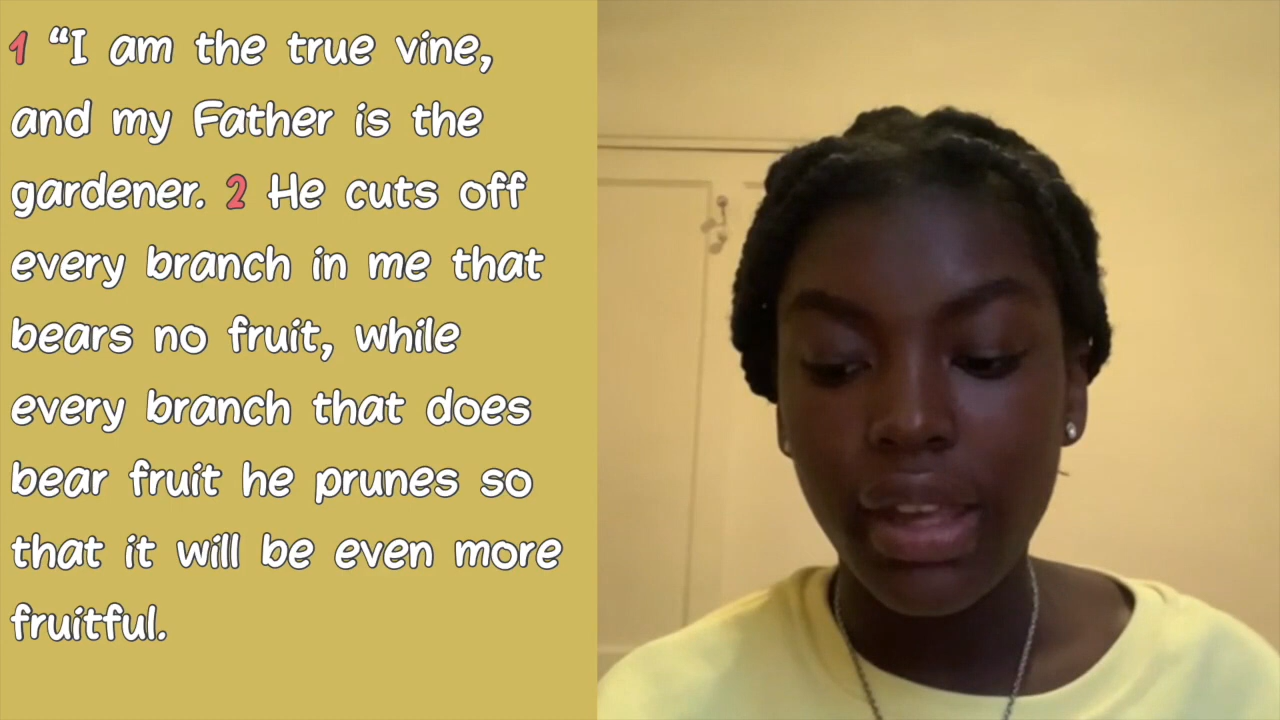 1 “I am the true vine,
and my Father is the
gardener. 2 He cuts off
every branch in me that
bears no fruit, while
every branch that does
bear fruit he prunes so
that it will be even more
fruitful.